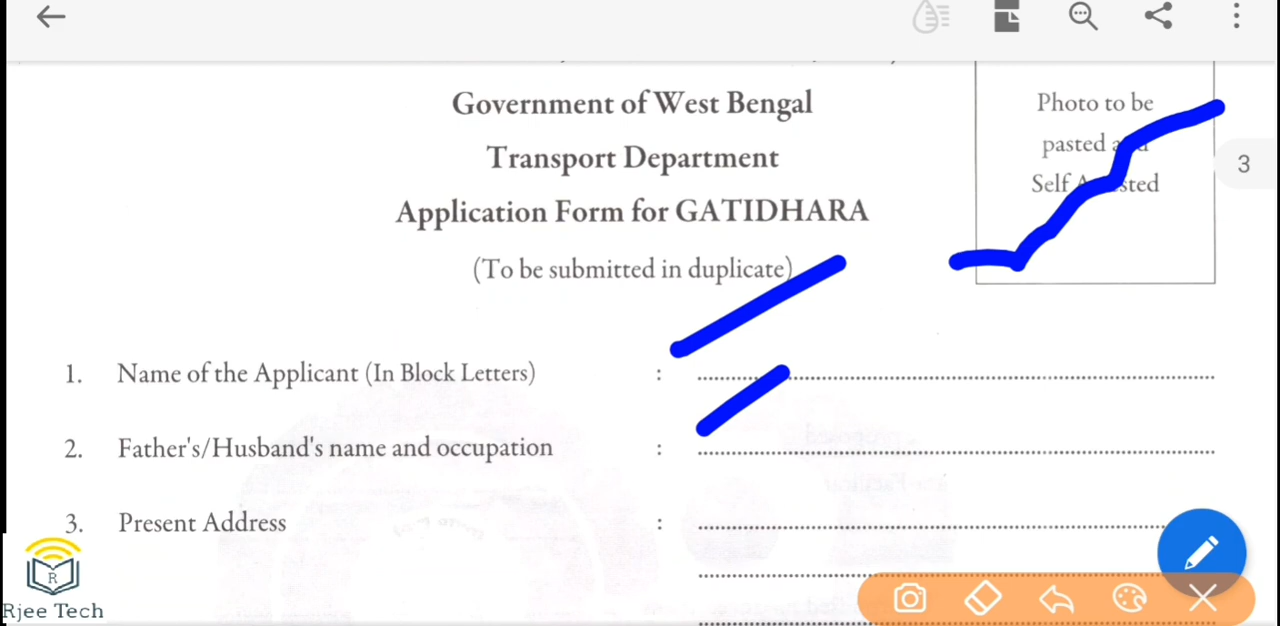 Government of West Bengal
Transport Department
Application Form for GATIDHARA
(To be submitted in duplicate)
Photo to be
pasted
Self
3
1. Name of the Applicant (In Block Letters) : ........................
2. Father's/Husband's name and occupation : ........................
3. Present Address : ........................
R
Rjee Tech